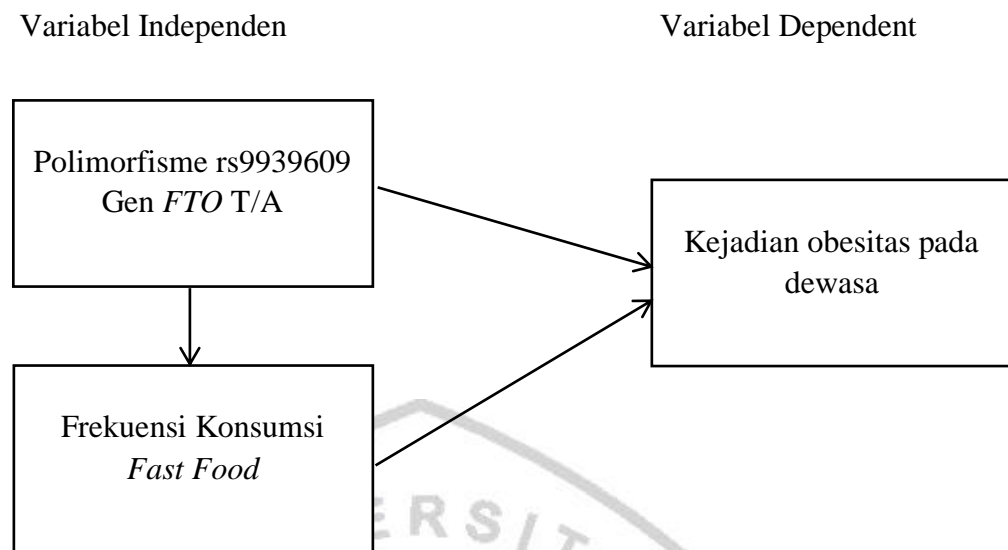 Variabel Independen
Variabel Dependent
Polimorfisme rs9939609
Gen FTO T/A
Kejadian obesitas pada
dewasa
Frekuensi Konsumsi
Fast Food